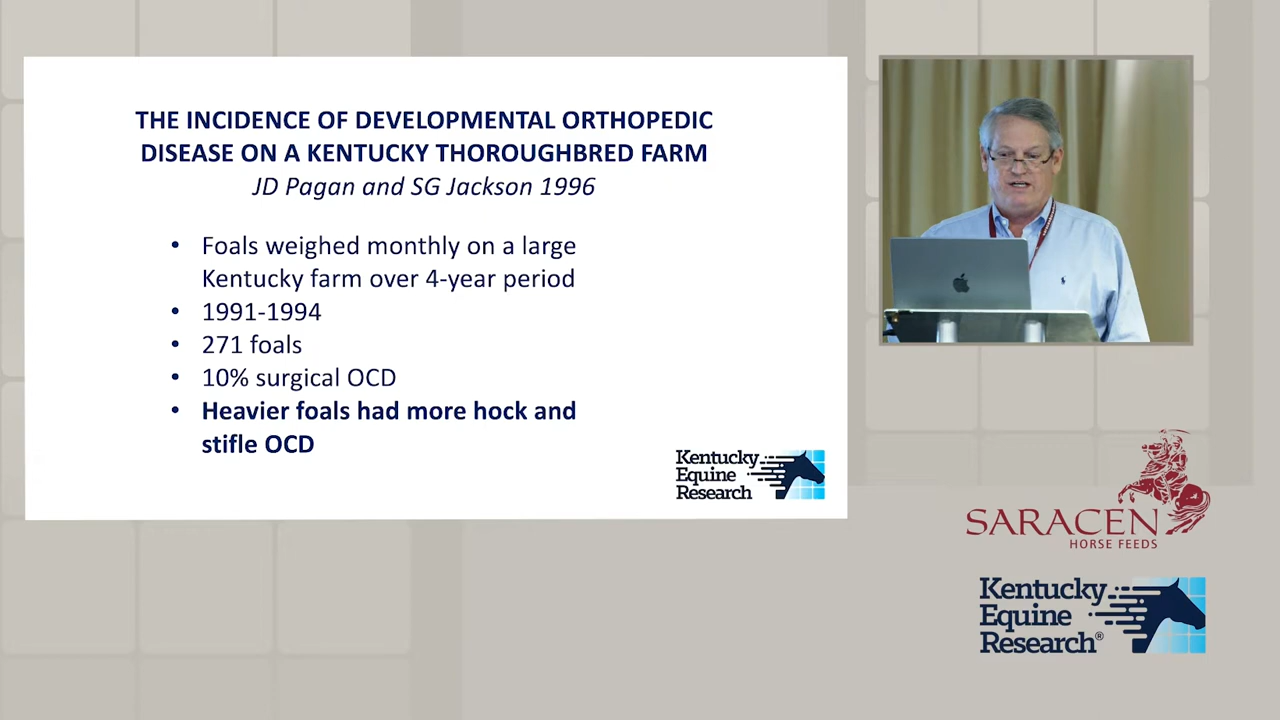 THE INCIDENCE OF DEVELOPMENTAL ORTHOPEDIC
DISEASE ON A KENTUCKY THOROUGHBRED FARM
JD Pagan and SG Jackson 1996
• Foals weighed monthly on a large
Kentucky farm over 4-year period
• 1991-1994
• 271 foals
• 10% surgical OCD
• Heavier foals had more hock and
stifle OCD
Kentucky
Equine
Research
SARACEN
HORSE FEEDS
Kentucky
Equine
Research®